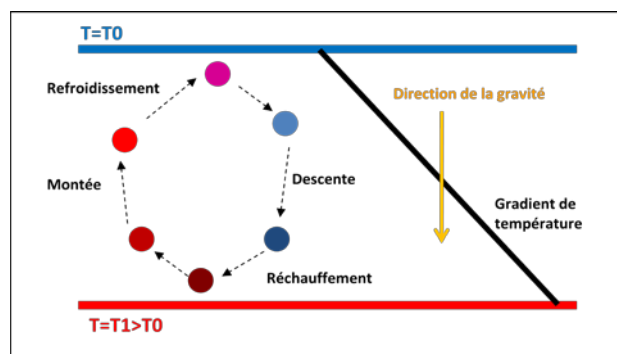 T=T0
Refroidissement
Direction de la gravité
Montée
Descente
Gradient de
température
Réchauffement
T=T1>T0